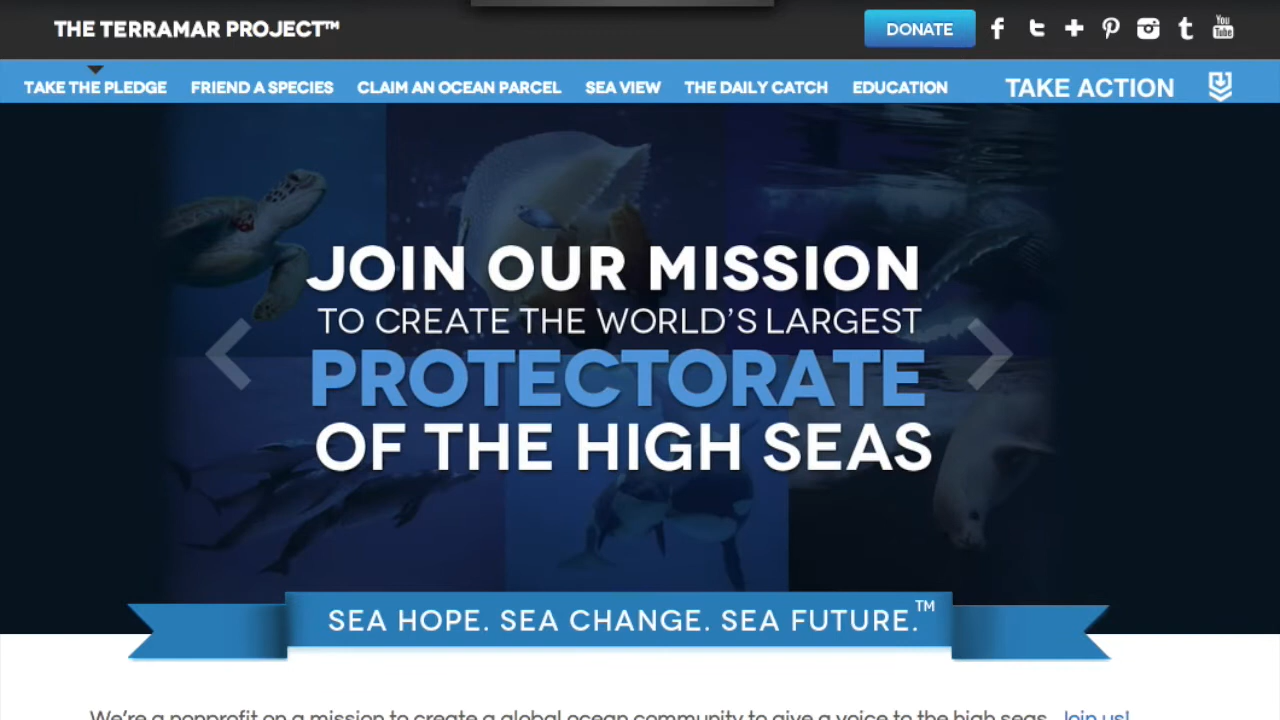 THE TERRAMAR PROJECT™
DONATE
You Tube
TAKE THE PLEDGE FRIEND A SPECIES CLAIM AN OCEAN PARCEL SEA VIEW THE DAILY CATCH EDUCATION TAKE ACTION
JOIN OUR MISSION
TO CREATE THE WORLD'S LARGEST
PROTECTORATE
OF THE HIGH SEAS
SEA HOPE. SEA CHANGE. SEA FUTURE.™
We're a nonprofit on a mission to create a global ocean community to give a voice to the high seas. Join us!